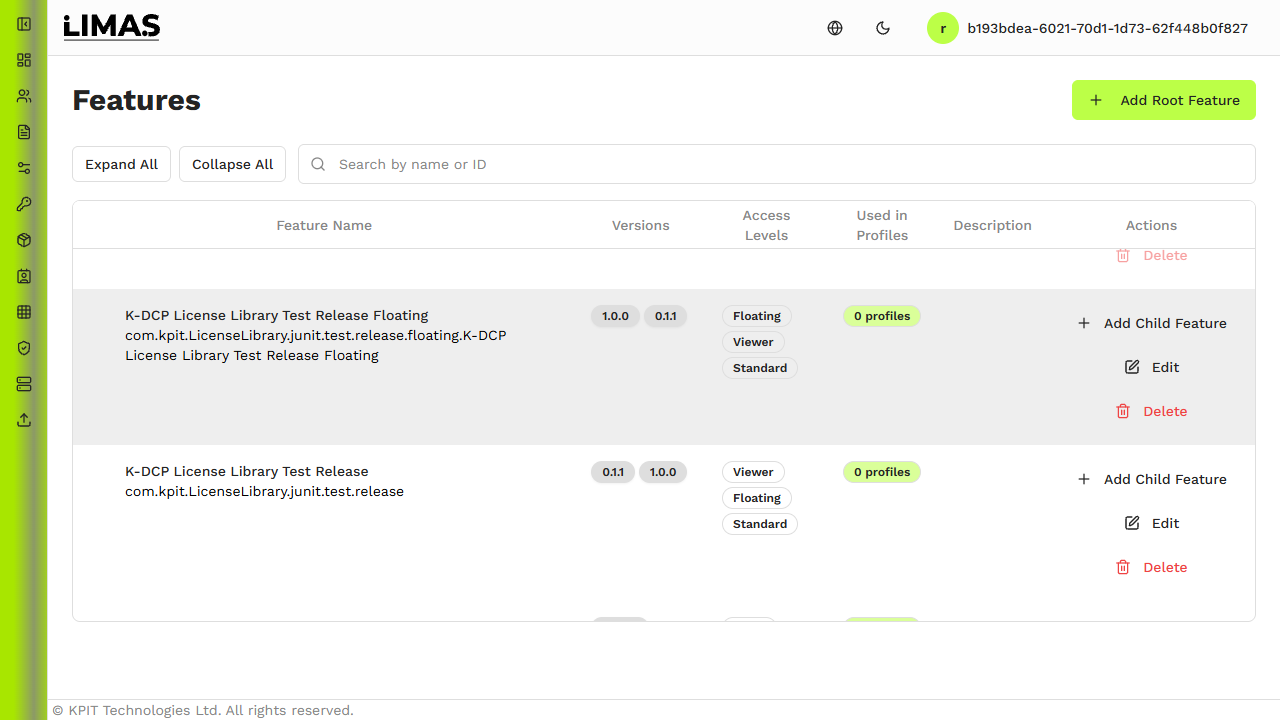 LIMAS
r
b193bdea-6021-70d1-1d73-62f448b0f827
Features
Add Root Feature
Expand All
Collapse All
Search by name or ID
Feature Name
Versions
Access
Levels
Used in
Profiles
Description
Actions
Delete
K-DCP License Library Test Release Floating
com.kpit.LicenseLibrary.junit.test.release.floating.K-DCP
License Library Test Release Floating
1.0.0
0.1.1
Floating
Viewer
Standard
0 profiles
Add Child Feature
Edit
Delete
K-DCP License Library Test Release
com.kpit.LicenseLibrary.junit.test.release
0.1.1
1.0.0
Viewer
Floating
Standard
0 profiles
Add Child Feature
Edit
Delete
© KPIT Technologies Ltd. All rights reserved.